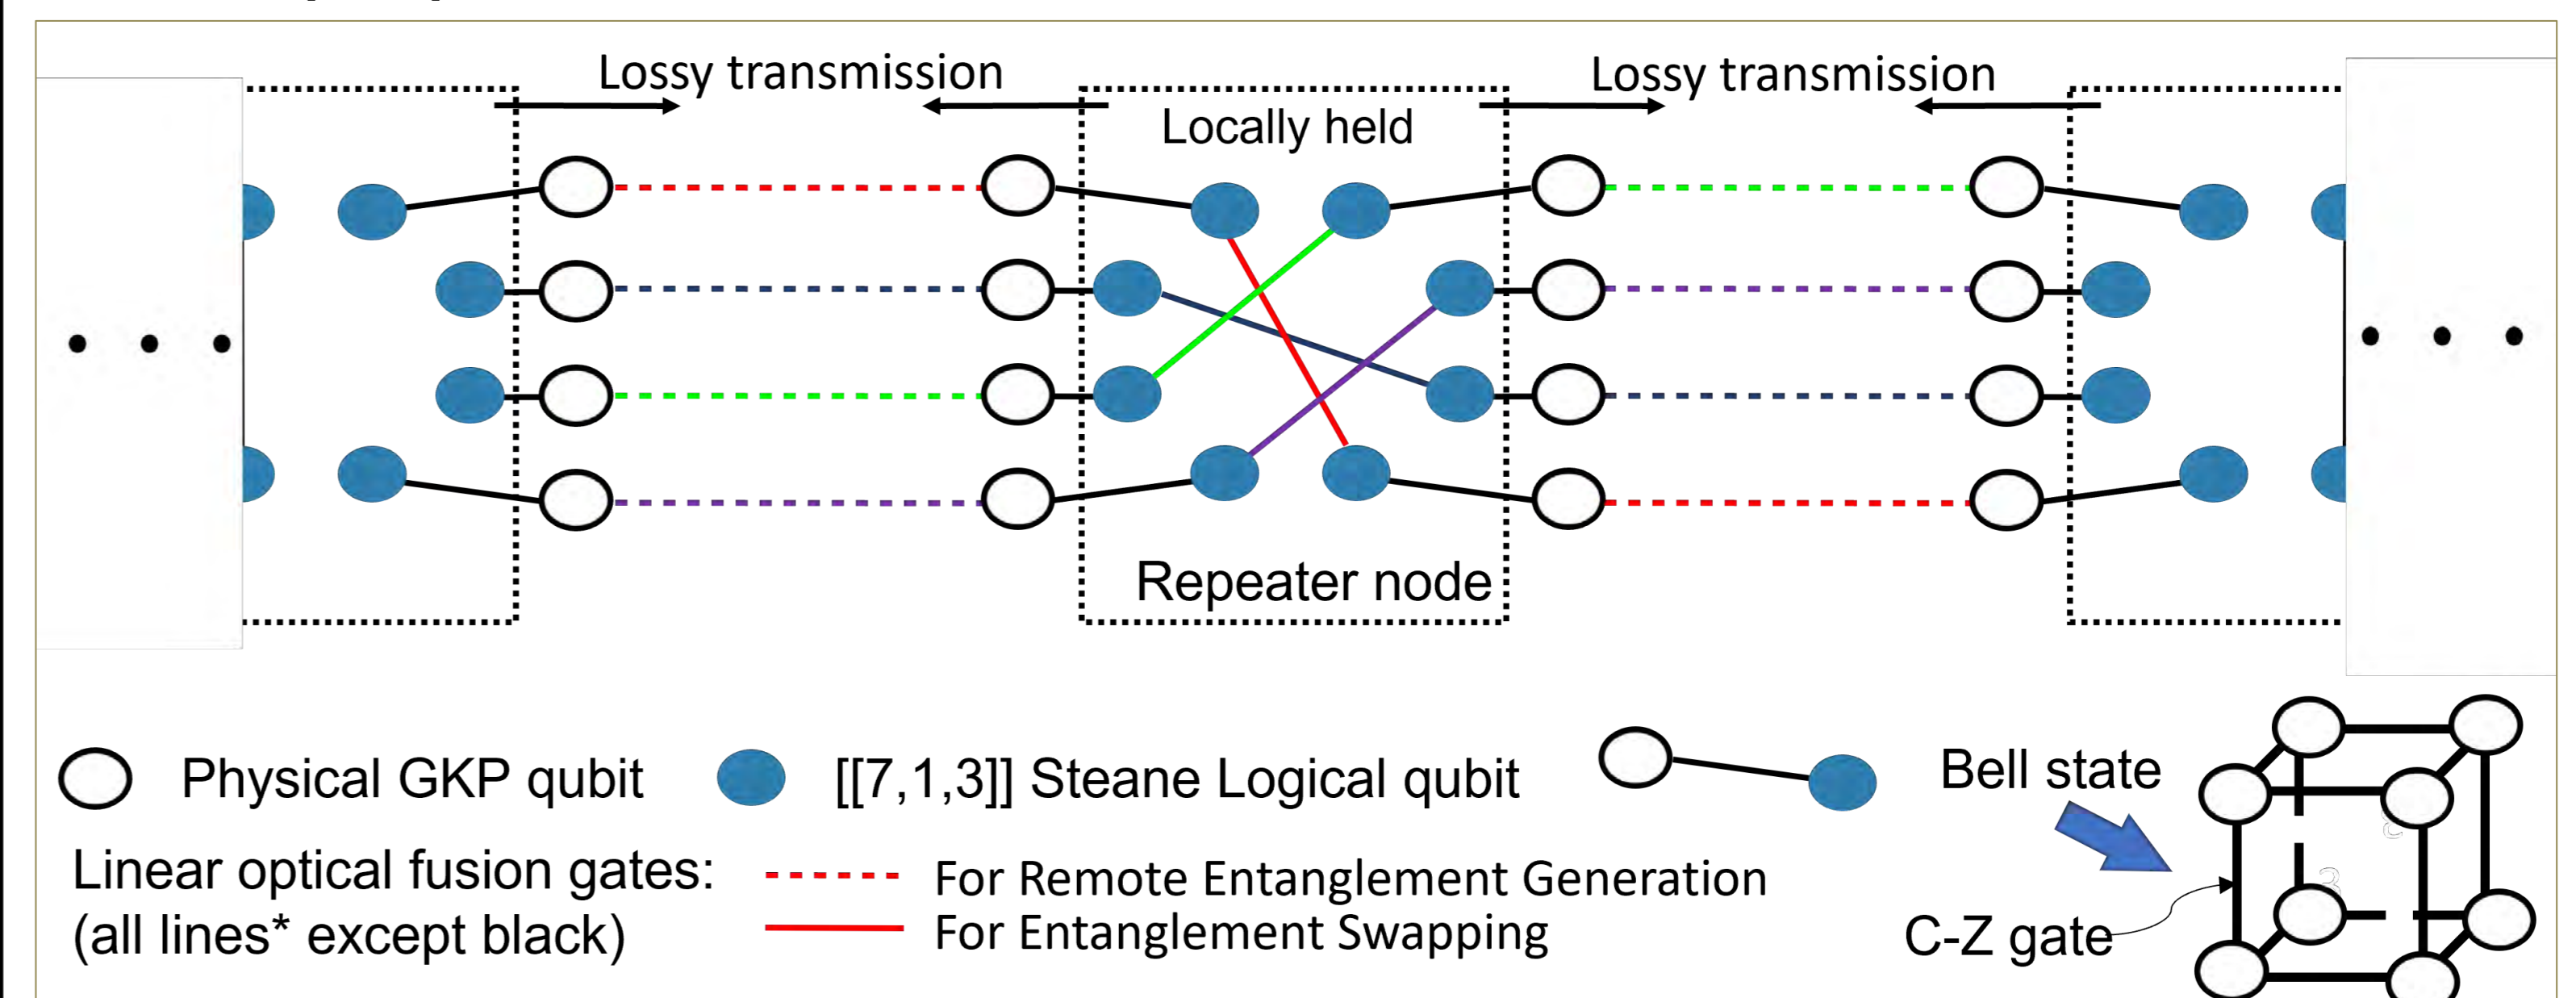 Lossy transmission
Lossy transmission
Locally held
Repeater node
Physical GKP qubit
[[7,1,3]] Steane Logical qubit
Bell state
Linear optical fusion gates:
(all lines* except black)
For Remote Entanglement Generation
For Entanglement Swapping
C-Z gate